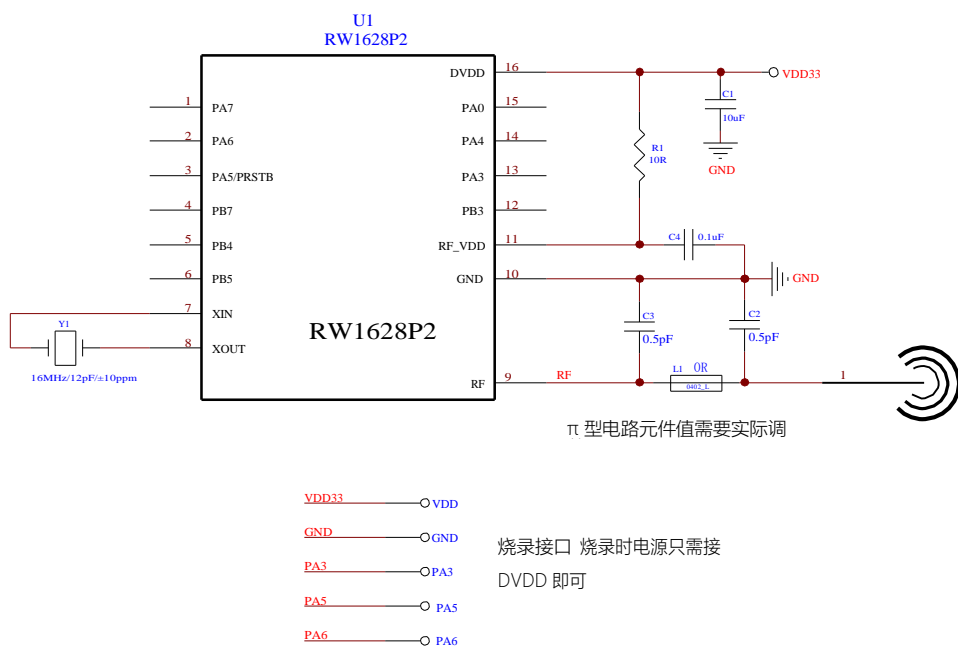 U1
RW1628P2
DVDD 16
VDD33
1 PA7
PA0 15
C1
10uF
2 PA6
PA4 14
R1
10R
GND
3 PA5/PRSTB
PA3 13
4 PB7
PB3 12
5 PB4
RF_VDD 11
C4 0.1uF
6 PB5
GND 10
GND
7 XIN
C3
0.5pF
C2
0.5pF
Y1
16MHz/12pF/±10ppm
8 XOUT
RW1628P2
RF 9
RF
L1 0R
0402_L
1
π 型电路元件值需要实际调
VDD33 VDD
GND GND
PA3 PA3
PA5 PA5
PA6 PA6
烧录接口 烧录时电源只需接
DVDD 即可